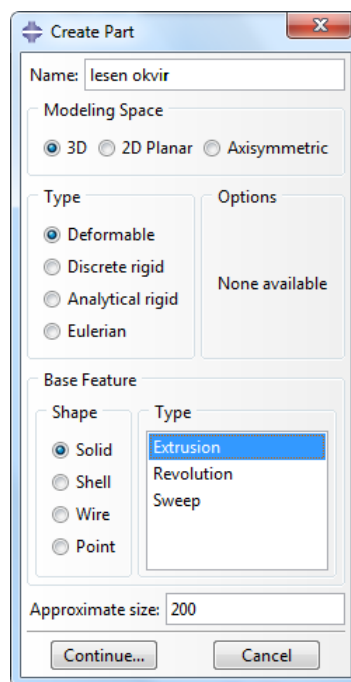 Create Part
Name: lesen okvir
Modeling Space
3D 2D Planar Axisymmetric
Type
Deformable
Discrete rigid
Analytical rigid
Eulerian
Options
None available
Base Feature
Shape
Solid
Shell
Wire
Point
Type
Extrusion
Revolution
Sweep
Approximate size: 200
Continue... Cancel